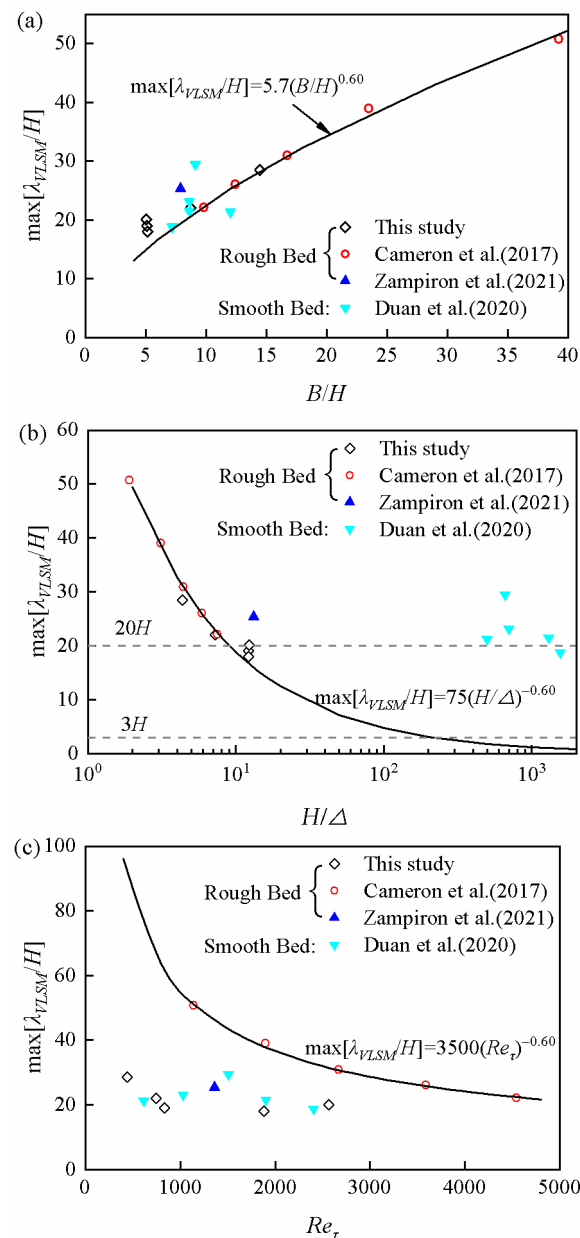 (a)
max[λVLSM/H]
50
40
30
20
10
0
max[λVLSM/H]=5.7(B/H)^0.60
This study
Rough Bed
Cameron et al.(2017)
Zampiron et al.(2021)
Smooth Bed:
Duan et al.(2020)
0 5 10 15 20 25 30 35 40
B/H
(b)
max[λVLSM/H]
60
50
40
30
20
10
0
This study
Rough Bed
Cameron et al.(2017)
Zampiron et al.(2021)
Smooth Bed:
Duan et al.(2020)
20H
max[λVLSM/H]=75(H/Δ)^−0.60
3H
10^0 10^1 10^2 10^3
H/Δ
(c)
max[λVLSM/H]
100
80
60
40
20
0
This study
Rough Bed
Cameron et al.(2017)
Zampiron et al.(2021)
Smooth Bed:
Duan et al.(2020)
max[λVLSM/H]=3500(Reτ)^−0.60
0 1000 2000 3000 4000 5000
Reτ